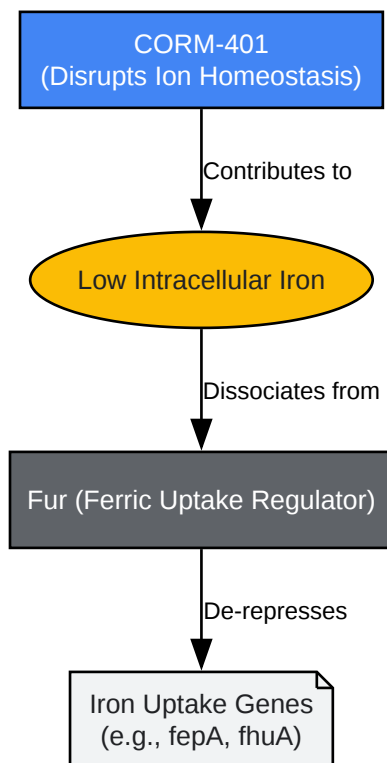 CORM-401
(Disrupts Ion Homeostasis)
Contributes to
Low Intracellular Iron
Dissociates from
Fur (Ferric Uptake Regulator)
De-represses
Iron Uptake Genes
(e.g., fepA, fhuA)